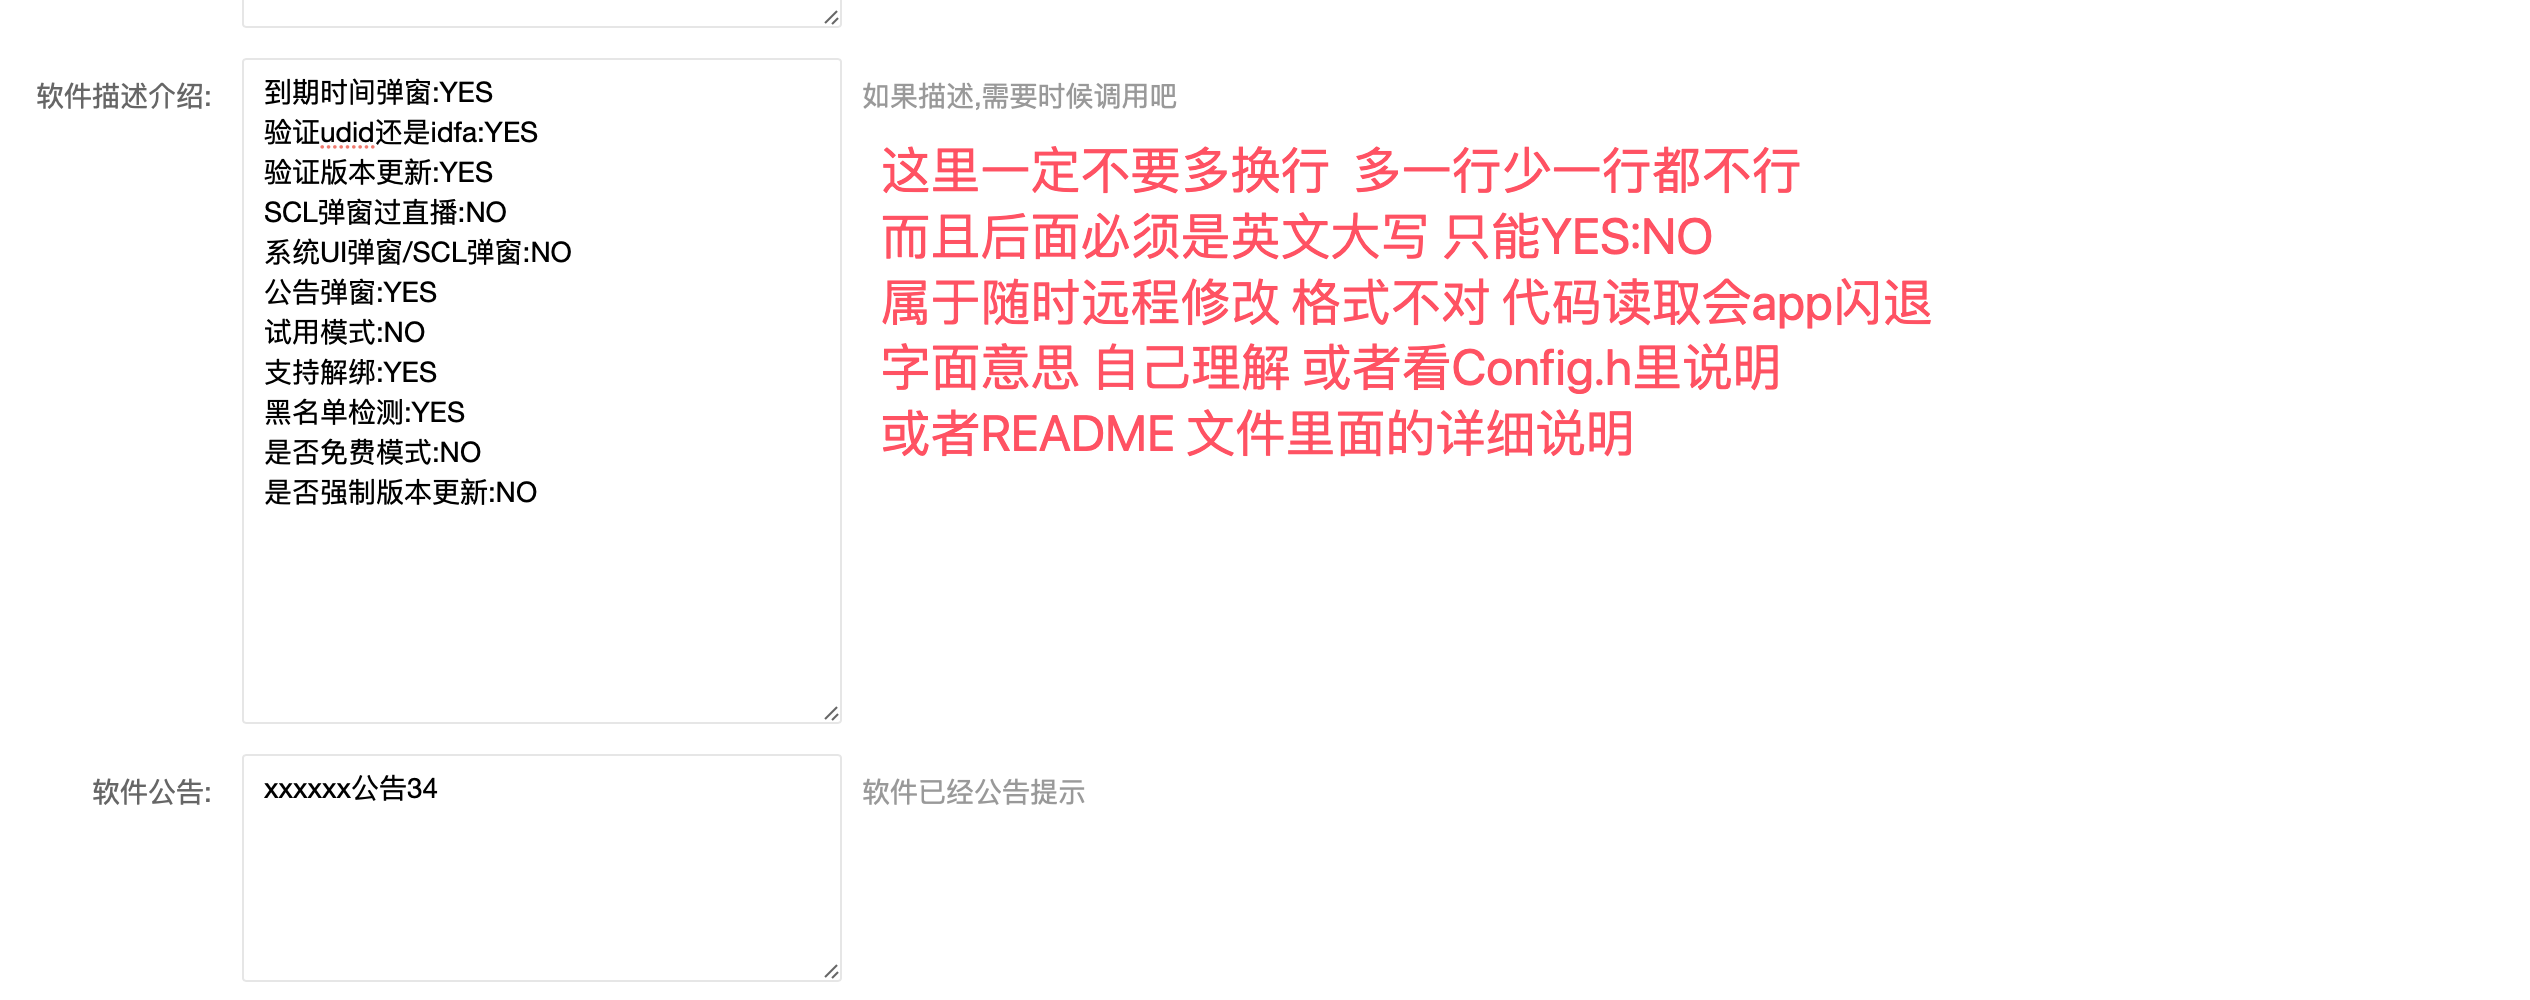 软件描述介绍:
到期时间弹窗:YES
验证udid还是idfa:YES
验证版本更新:YES
SCL弹窗过直播:NO
系统UI弹窗/SCL弹窗:NO
公告弹窗:YES
试用模式:NO
支持解绑:YES
黑名单检测:YES
是否免费模式:NO
是否强制版本更新:NO
如果描述,需要时候调用吧
这里一定不要多换行 多一行少一行都不行
而且后面必须是英文大写 只能YES:NO
属于随时远程修改 格式不对 代码读取会app闪退
字面意思 自己理解 或者看Config.h里说明
或者README 文件里面的详细说明
软件公告:
xxxxxx公告34
软件已经公告提示